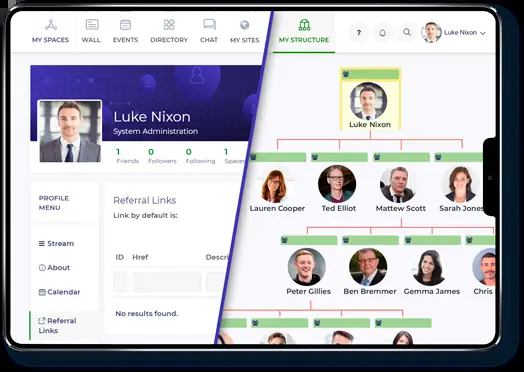 MY SPACES
WALL
EVENTS
DIRECTORY
CHAT
MY SITES
MY STRUCTURE
?
Luke Nixon
Luke Nixon
System Administration
1
0
0
1
Friends
Followers
Following
Spaces
PROFILE
MENU
Stream
About
Calendar
Referral
Links
Referral Links
Link by default is:
ID
Href
Descri
No results found.
Luke Nixon
Lauren Cooper
Ted Elliot
Mattew Scott
Sarah Jones
Peter Gillies
Ben Bremmer
Gemma James
Chris